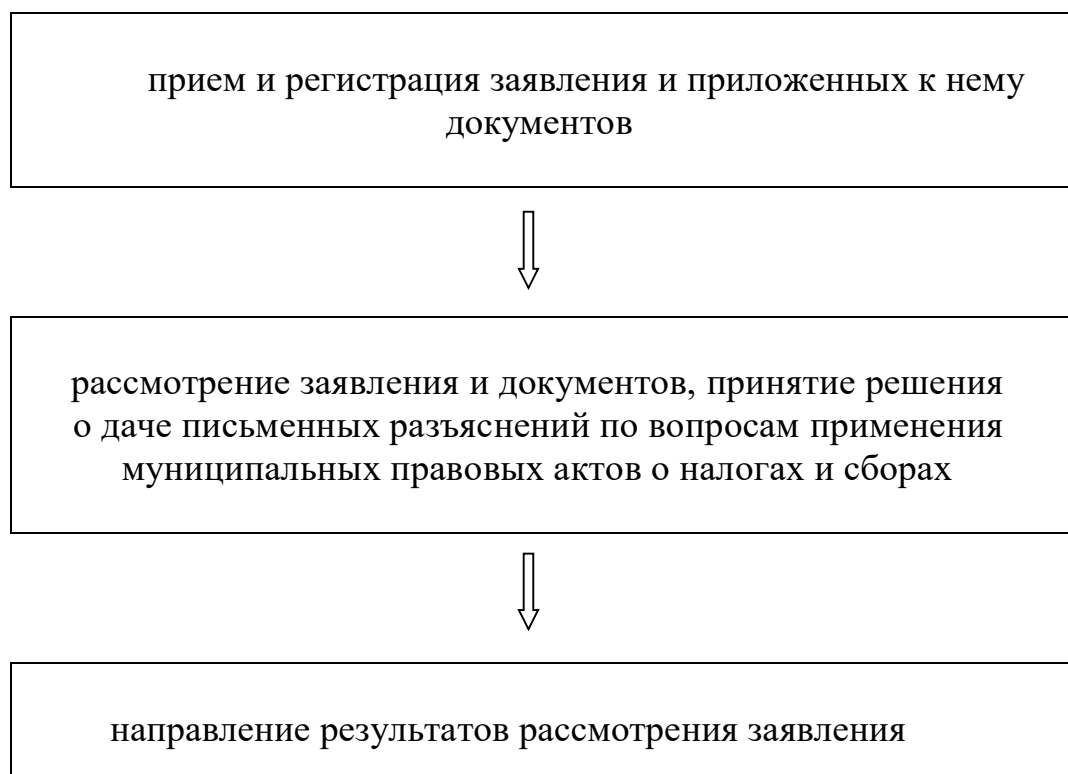 прием и регистрация заявления и приложенных к нему
документов
рассмотрение заявления и документов, принятие решения
о даче письменных разъяснений по вопросам применения
муниципальных правовых актов о налогах и сборах
направление результатов рассмотрения заявления